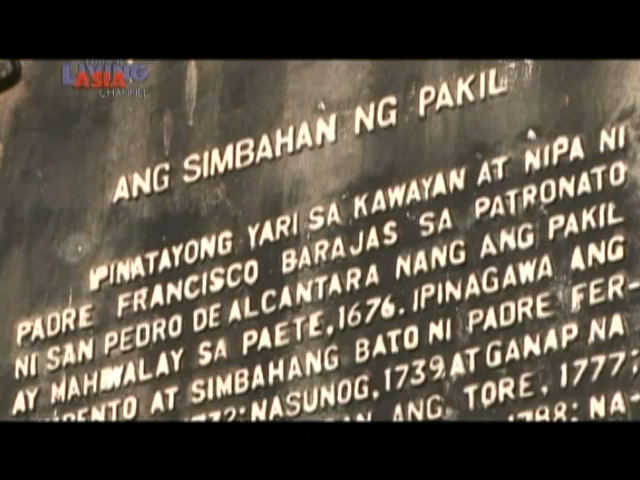 LIVING
ASIA
CHANNEL
ANG SIMBAHAN NG PAKIL
IPINATAYONG YARI SA KAWAYAN AT NIPA NI
PADRE FRANCISCO BARAJAS SA PATRONATO
NI SAN PEDRO DE ALCANTARA NANG ANG PAKIL
AY MAHIWALAY SA PAETE, 1676. IPINAGAWA ANG
AT SIMBAHANG BATO NI PADRE FER-
NASUNOG, 1739, AT GANAP NA
ANG TORE, 1777;
1788; NA-